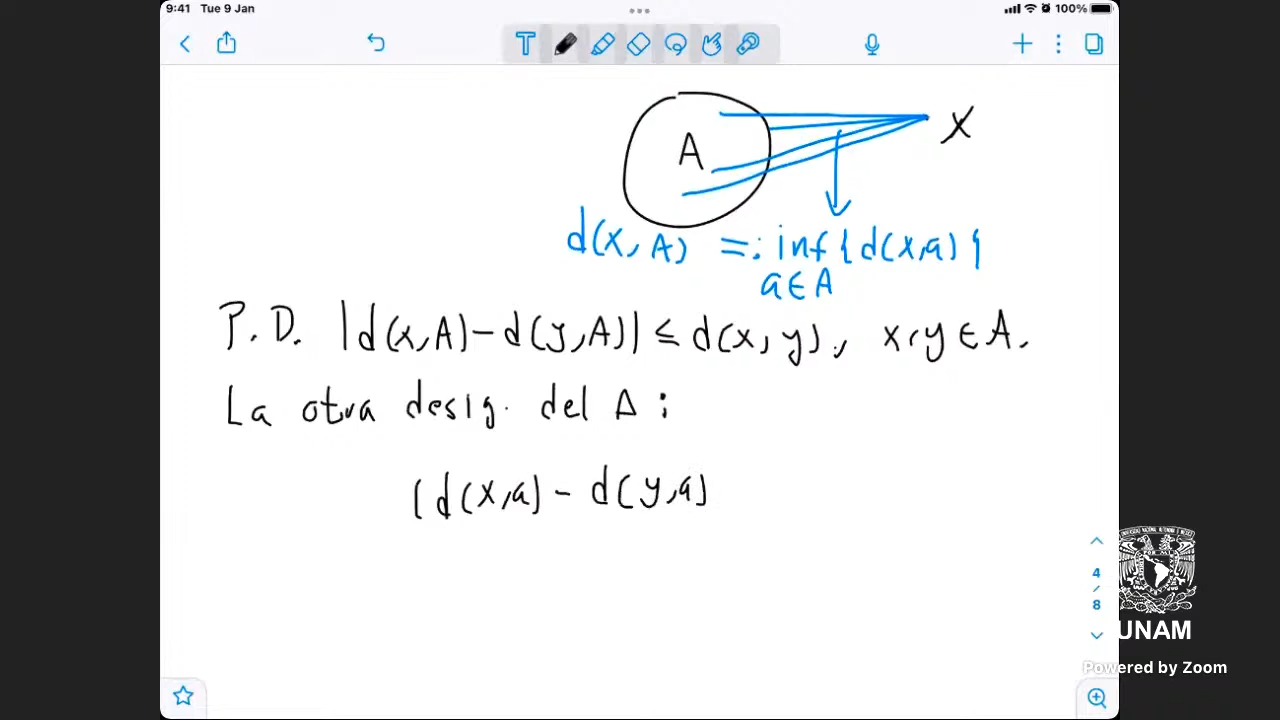 9:41 Tue 9 Jan
100%
A
x
d(x, A) =: inf{d(x,a)}
a∈A
P.D. |d(x,A)-d(y,A)| ≤ d(x,y), x,y ∈ A.
La otra desig. del Δ:
|d(x,a) - d(y,a)
4
8
UNAM
Powered by Zoom